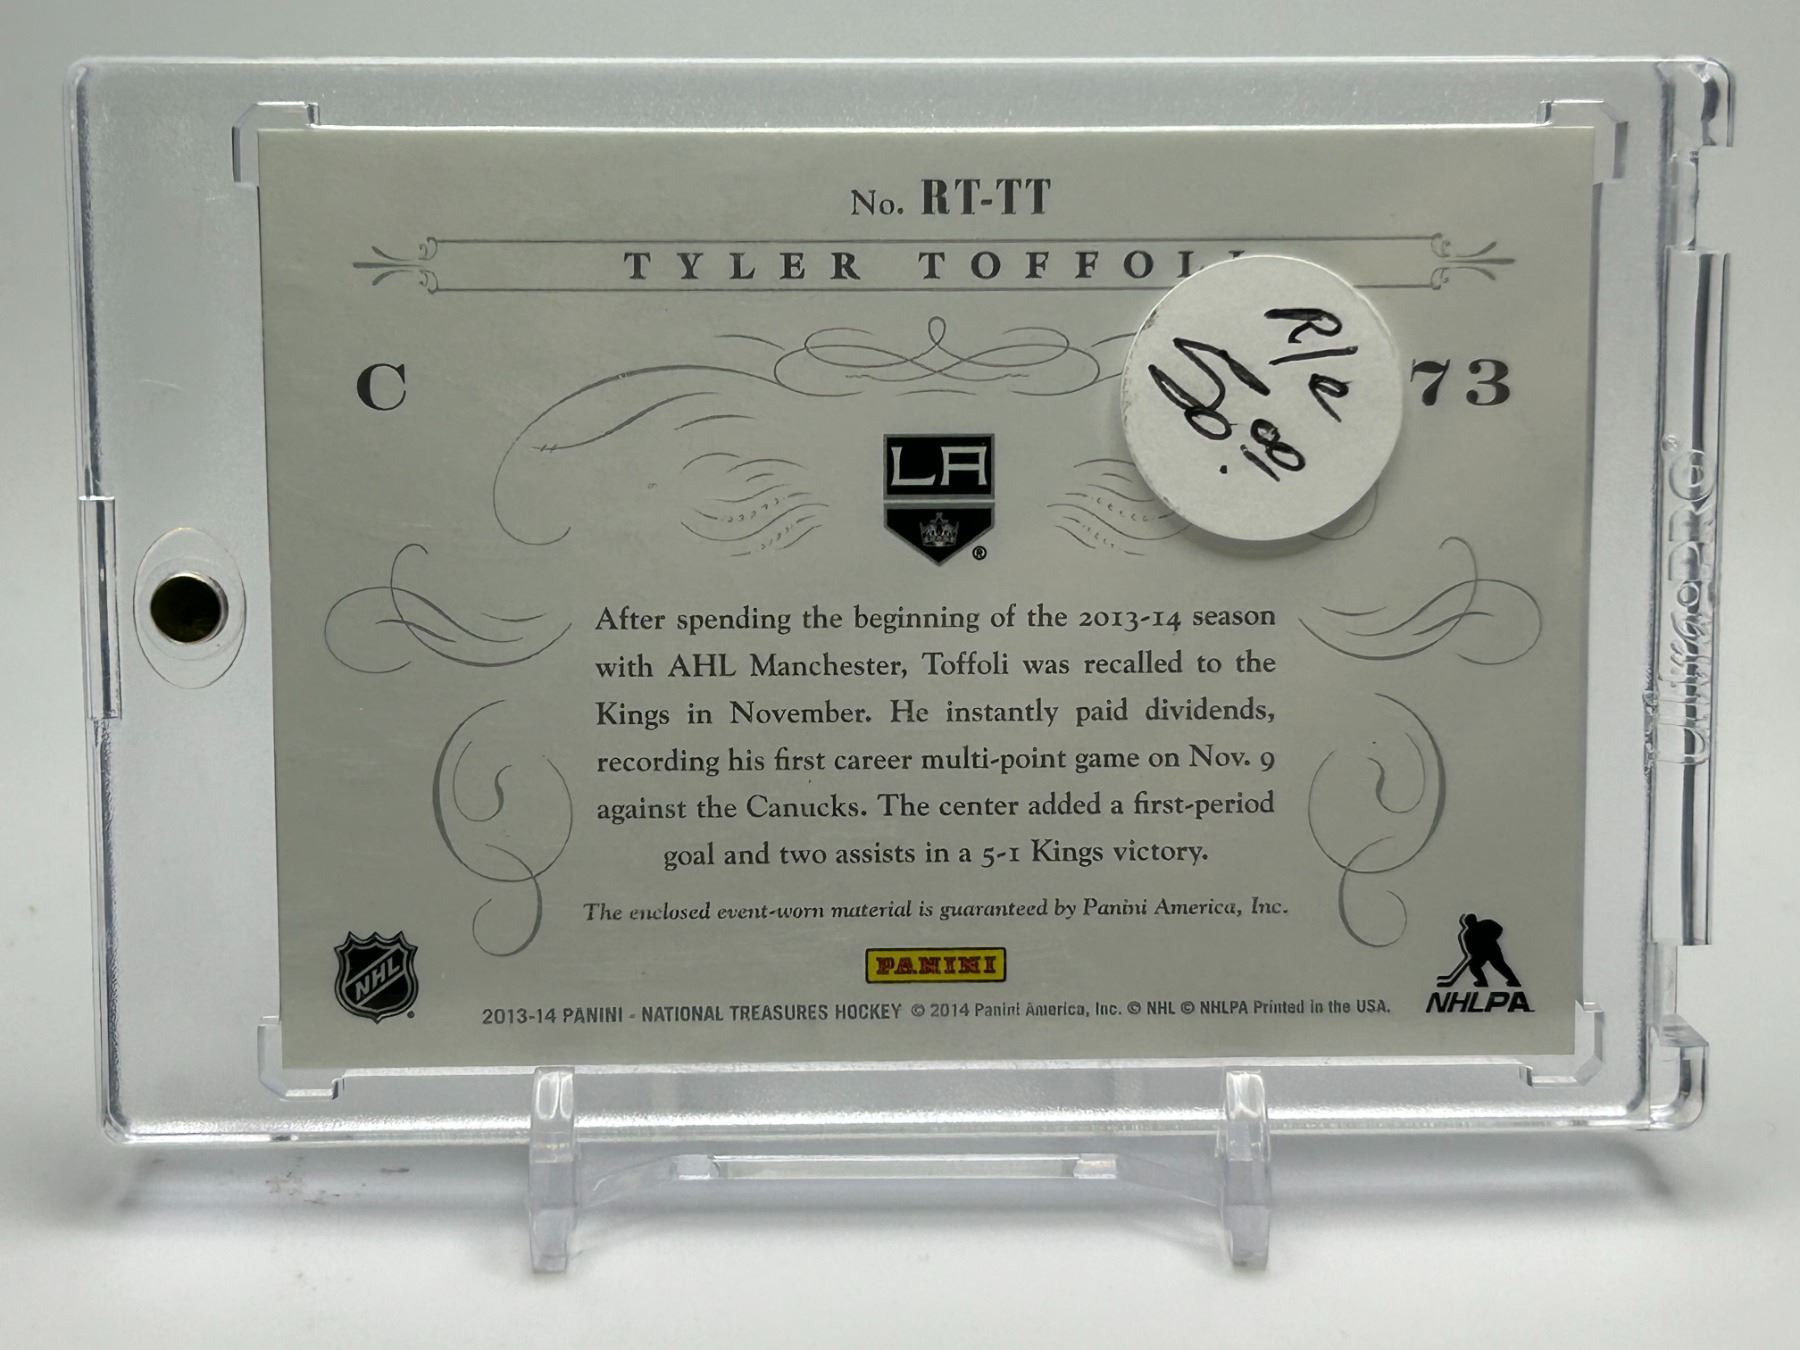 No. RT-TT
TYLER TOFFOLI
C
73
R/C
50.00
LA
®
After spending the beginning of the 2013-14 season
with AHL Manchester, Toffoli was recalled to the
Kings in November. He instantly paid dividends,
recording his first career multi-point game on Nov. 9
against the Canucks. The center added a first-period
goal and two assists in a 5-1 Kings victory.
The enclosed event-worn material is guaranteed by Panini America, Inc.
NHL
PANINI
NHLPA
2013-14 PANINI - NATIONAL TREASURES HOCKEY © 2014 Panini America, Inc. © NHL © NHLPA Printed in the USA.
UltraPRO®